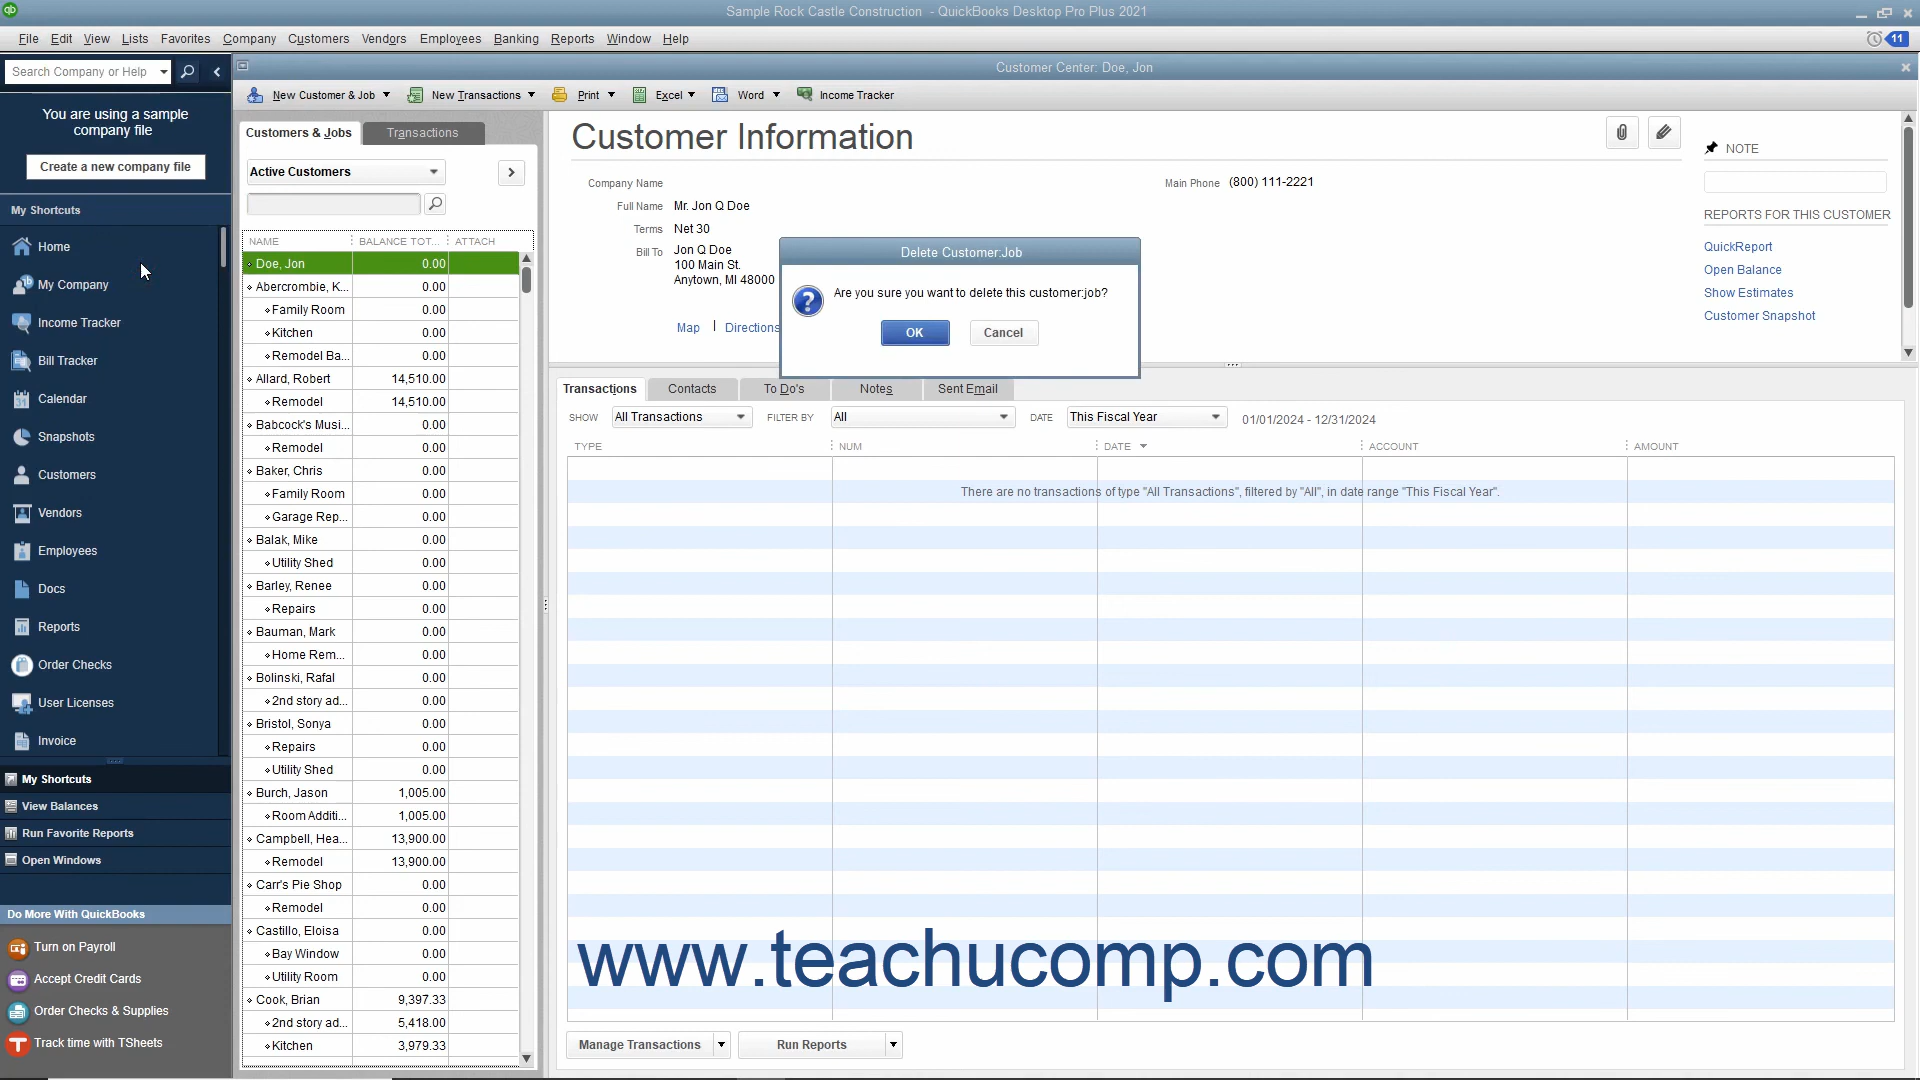 Sample Rock Castle Construction - QuickBooks Desktop Pro Plus 2021
File Edit View Lists Favorites Company Customers Vendors Employees Banking Reports Window Help
11
Search Company or Help
Customer Center: Doe, Jon
You are using a sample
company file
Create a new company file
My Shortcuts
Home
My Company
Income Tracker
Bill Tracker
Calendar
Snapshots
Customers
Vendors
Employees
Docs
Reports
Order Checks
User Licenses
Invoice
My Shortcuts
View Balances
Run Favorite Reports
Open Windows
Do More With QuickBooks
Turn on Payroll
Accept Credit Cards
Order Checks & Supplies
Track time with TSheets
New Customer & Job New Transactions Print Excel Word Income Tracker
Customers & Jobs Transactions
Active Customers
NAME BALANCE TOT... ATTACH
Doe, Jon 0.00
Abercrombie, K... 0.00
Family Room 0.00
Kitchen 0.00
Remodel Ba... 0.00
Allard, Robert 14,510.00
Remodel 14,510.00
Babcock's Musi... 0.00
Remodel 0.00
Baker, Chris 0.00
Family Room 0.00
Garage Rep... 0.00
Balak, Mike 0.00
Utility Shed 0.00
Barley, Renee 0.00
Repairs 0.00
Bauman, Mark 0.00
Home Rem... 0.00
Bolinski, Rafal 0.00
2nd story ad... 0.00
Bristol, Sonya 0.00
Repairs 0.00
Utility Shed 0.00
Burch, Jason 1,005.00
Room Additi... 1,005.00
Campbell, Hea... 13,900.00
Remodel 13,900.00
Carr's Pie Shop 0.00
Remodel 0.00
Castillo, Eloisa 0.00
Bay Window 0.00
Utility Room 0.00
Cook, Brian 9,397.33
2nd story ad... 5,418.00
Kitchen 3,979.33
Customer Information
Company Name
Full Name Mr. Jon Q Doe
Terms Net 30
Bill To Jon Q Doe
100 Main St.
Anytown, MI 48000
Map | Directions
Main Phone (800) 111-2221
NOTE
REPORTS FOR THIS CUSTOMER
QuickReport
Open Balance
Show Estimates
Customer Snapshot
Delete Customer:Job
Are you sure you want to delete this customer:job?
OK Cancel
Transactions Contacts To Do's Notes Sent Email
SHOW All Transactions FILTER BY All DATE This Fiscal Year 01/01/2024 - 12/31/2024
TYPE NUM DATE ACCOUNT AMOUNT
There are no transactions of type "All Transactions", filtered by "All", in date range "This Fiscal Year".
www.teachucomp.com
Manage Transactions Run Reports